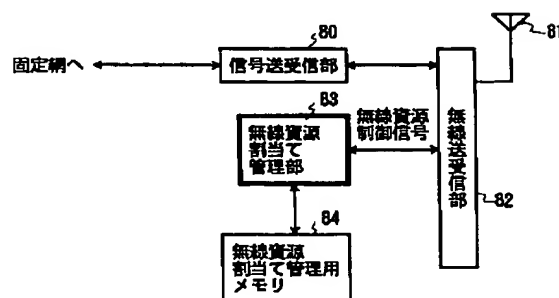 80
81
固定網へ
信号送受信部
83
無線資源
割当て
管理部
無線資源
制御信号
無線送受信部
82
84
無線資源
割当て管理用
メモリ